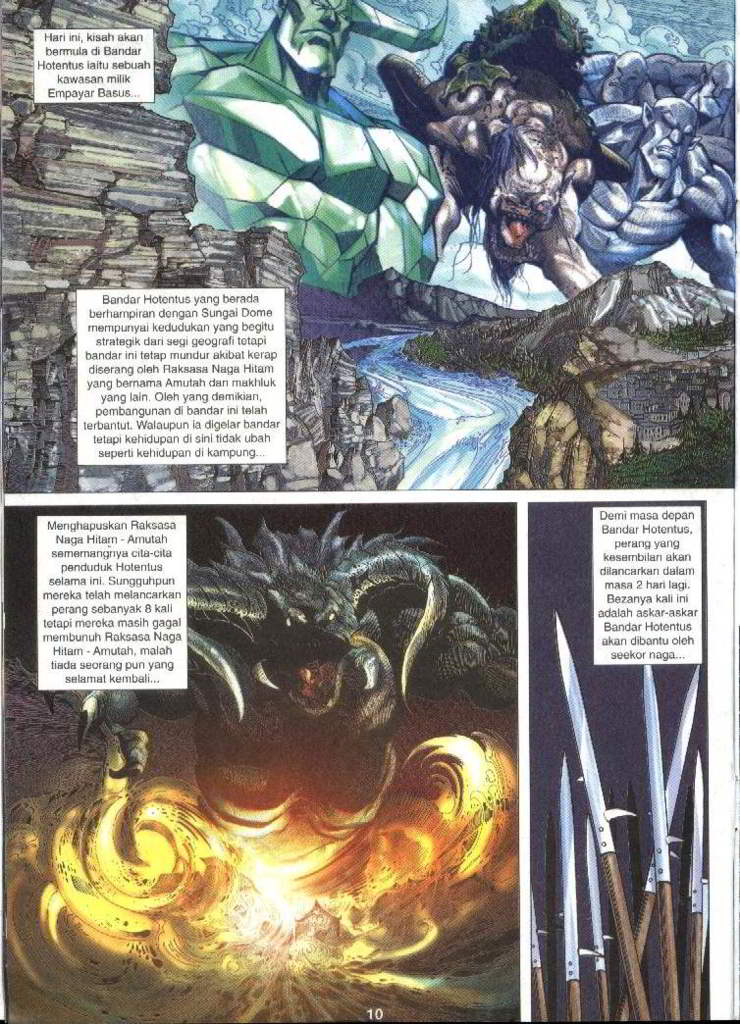 Hari ini, kisah akan
bermula di Bandar
Hotentus iaitu sebuah
kawasan milik
Empayar Basus...
Bandar Hotentus yang berada
berhampiran dengan Sungai Dome
mempunyai kedudukan yang begitu
strategik dari segi geografi tetapi
bandar ini tetap mundur akibat kerap
diserang oleh Raksasa Naga Hitam
yang bernama Amutah dan makhluk
yang lain. Oleh yang demikian,
pembangunan di bandar ini telah
terbantut. Walaupun ia digelar bandar
tetapi kehidupan di sini tidak ubah
seperti kehidupan di kampung...
Menghapuskan Raksasa
Naga Hitam - Amutah
sememangnya cita-cita
penduduk Hotentus
selama ini. Sungguhpun
mereka telah melancarkan
perang sebanyak 8 kali
tetapi mereka masih gagal
membunuh Raksasa Naga
Hitam - Amutah, malah
tiada seorang pun yang
selamat kembali...
Demi masa depan
Bandar Hotentus,
perang yang
kesembilan akan
dilancarkan dalam
masa 2 hari lagi.
Bezanya kali ini
adalah askar-askar
Bandar Hotentus
akan dibantu oleh
seekor naga...
10